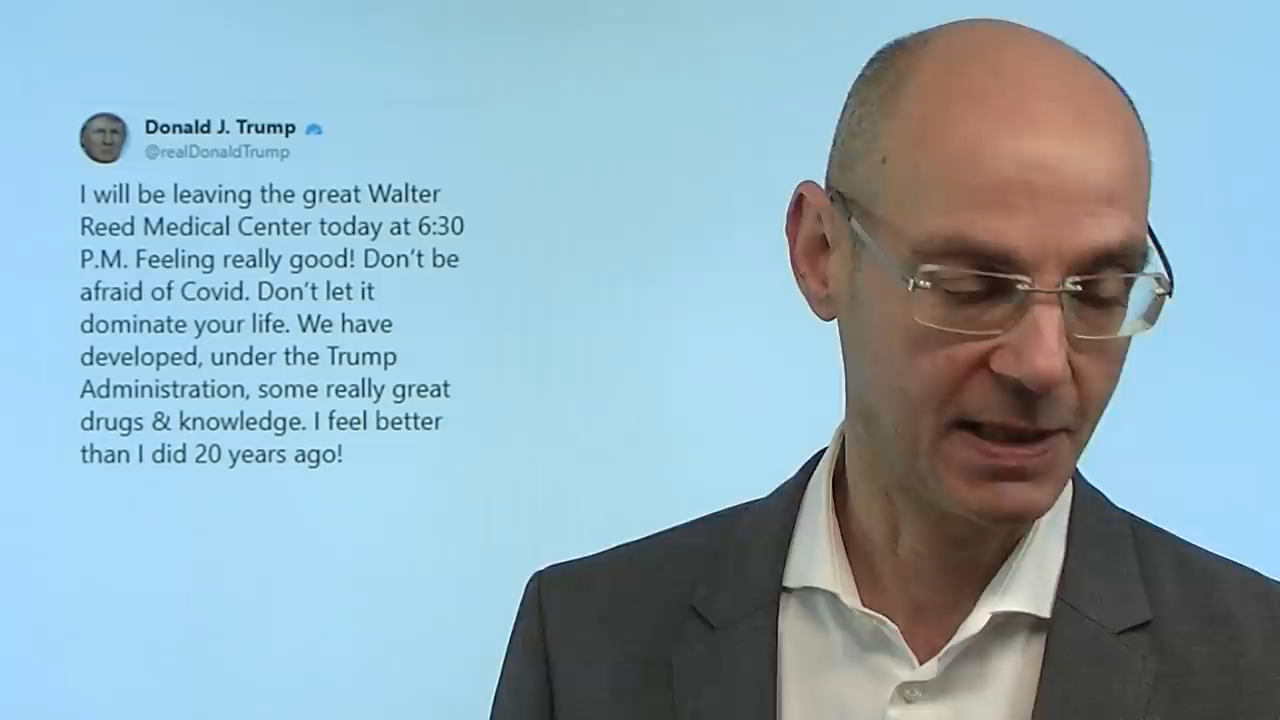 Donald J. Trump
@realDonaldTrump
I will be leaving the great Walter
Reed Medical Center today at 6:30
P.M. Feeling really good! Don’t be
afraid of Covid. Don’t let it
dominate your life. We have
developed, under the Trump
Administration, some really great
drugs & knowledge. I feel better
than I did 20 years ago!